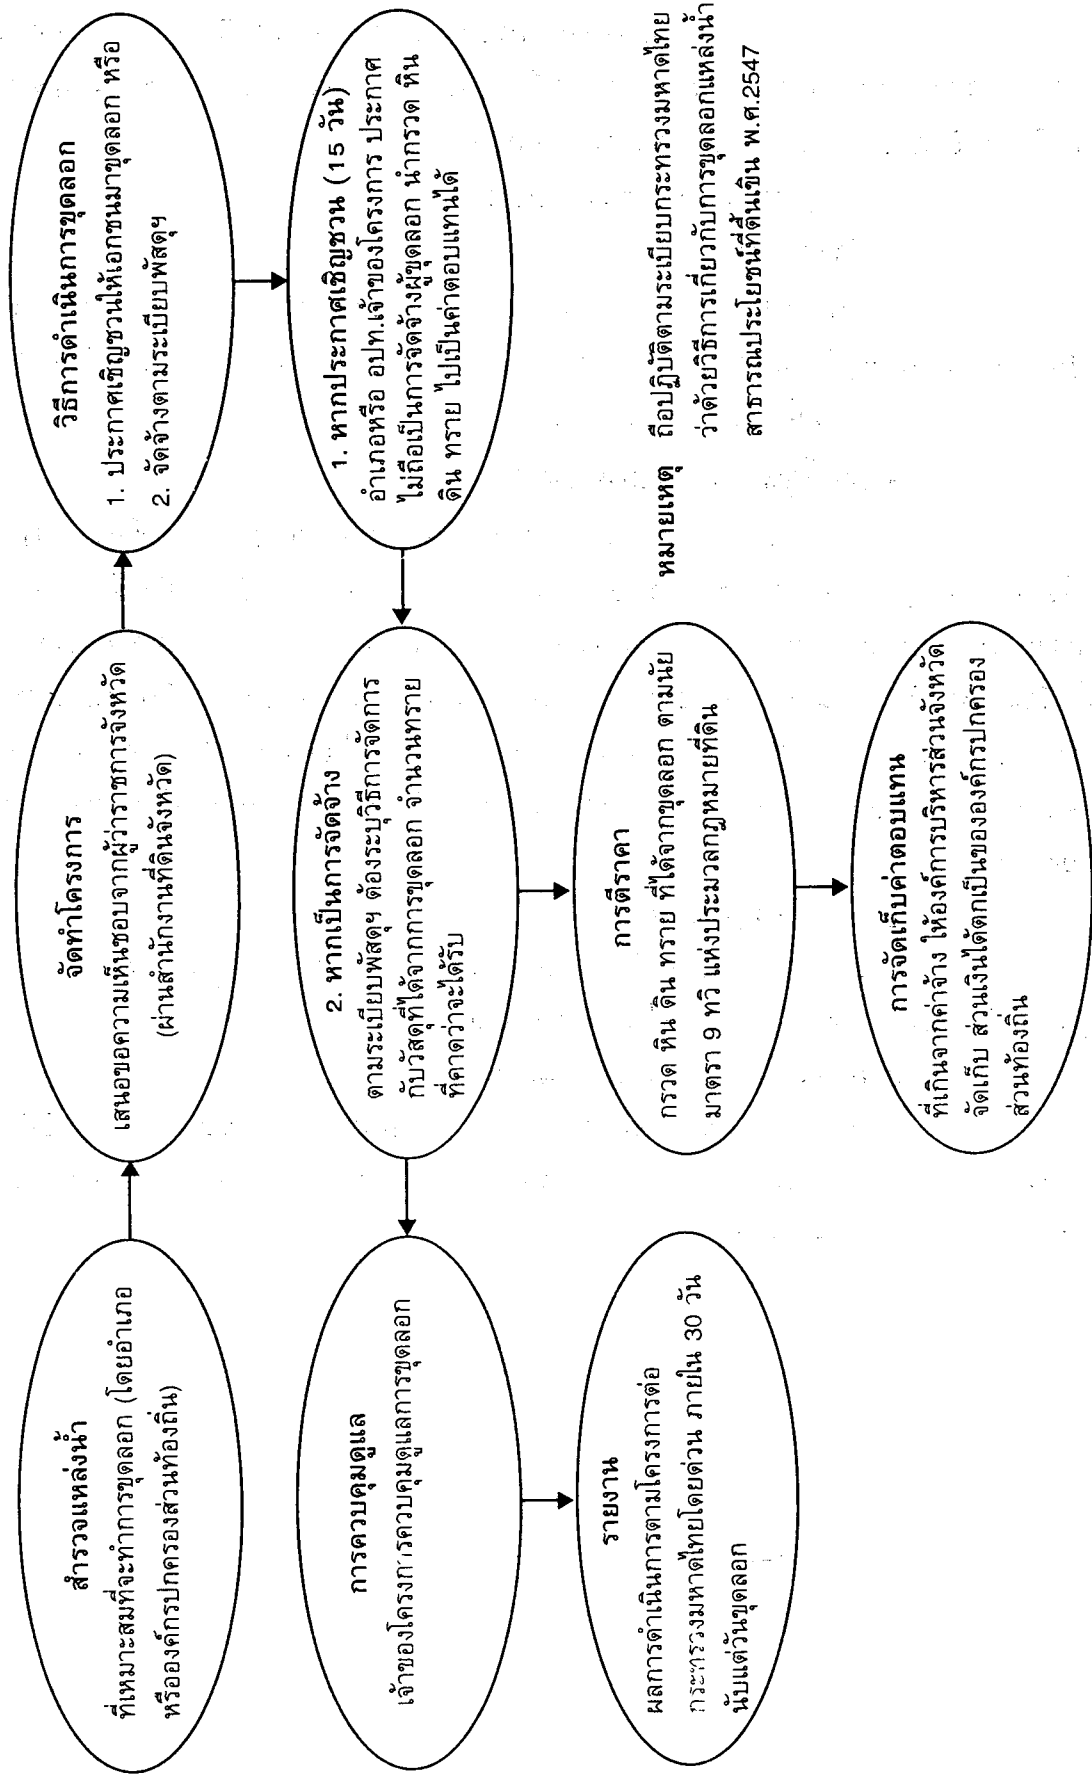 สำรวจแหล่งน้ำ
ที่เหมาะสมที่จะทำการขุดลอก (โดยอำเภอ
หรือองค์กรปกครองส่วนท้องถิ่น)
จัดทำโครงการ
เสนอขอความเห็นชอบจากผู้ว่าราชการจังหวัด
(ผ่านสำนักงานที่ดินจังหวัด)
วิธีการดำเนินการขุดลอก
1. ประกาศเชิญชวนให้เอกชนมาขุดลอก หรือ
2. จัดจ้างตามระเบียบพัสดุฯ
1. หากประกาศเชิญชวน (15 วัน)
อำเภอหรือ อปท.เจ้าของโครงการ ประกาศ
ไม่ถือเป็นการจัดจ้างผู้ขุดลอก นำกรวด หิน
ดิน ทราย ไปเป็นค่าตอบแทนได้
2. หากเป็นการจัดจ้าง
ตามระเบียบพัสดุฯ ต้องระบุวิธีการจัดการ
กับวัสดุที่ได้จากการขุดลอก จำนวนทราย
ที่คาดว่าจะได้รับ
การควบคุมดูแล
เจ้าของโครงการควบคุมดูแลการขุดลอก
รายงาน
ผลการดำเนินการตามโครงการต่อ
กระทรวงมหาดไทยโดยด่วน ภายใน 30 วัน
นับแต่วันขุดลอก
การตีราคา
กรวด หิน ดิน ทราย ที่ได้จากขุดลอก ตามนัย
มาตรา 9 ทวิ แห่งประมวลกฎหมายที่ดิน
การจัดเก็บค่าตอบแทน
ที่เกินจากค่าจ้าง ให้องค์การบริหารส่วนจังหวัด
จัดเก็บ ส่วนเงินได้ตกเป็นขององค์กรปกครอง
ส่วนท้องถิ่น
หมายเหตุ ถือปฏิบัติตามระเบียบกระทรวงมหาดไทย
ว่าด้วยวิธีการเกี่ยวกับการขุดลอกแหล่งน้ำ
สาธารณประโยชน์ที่ตื้นเขิน พ.ศ.2547